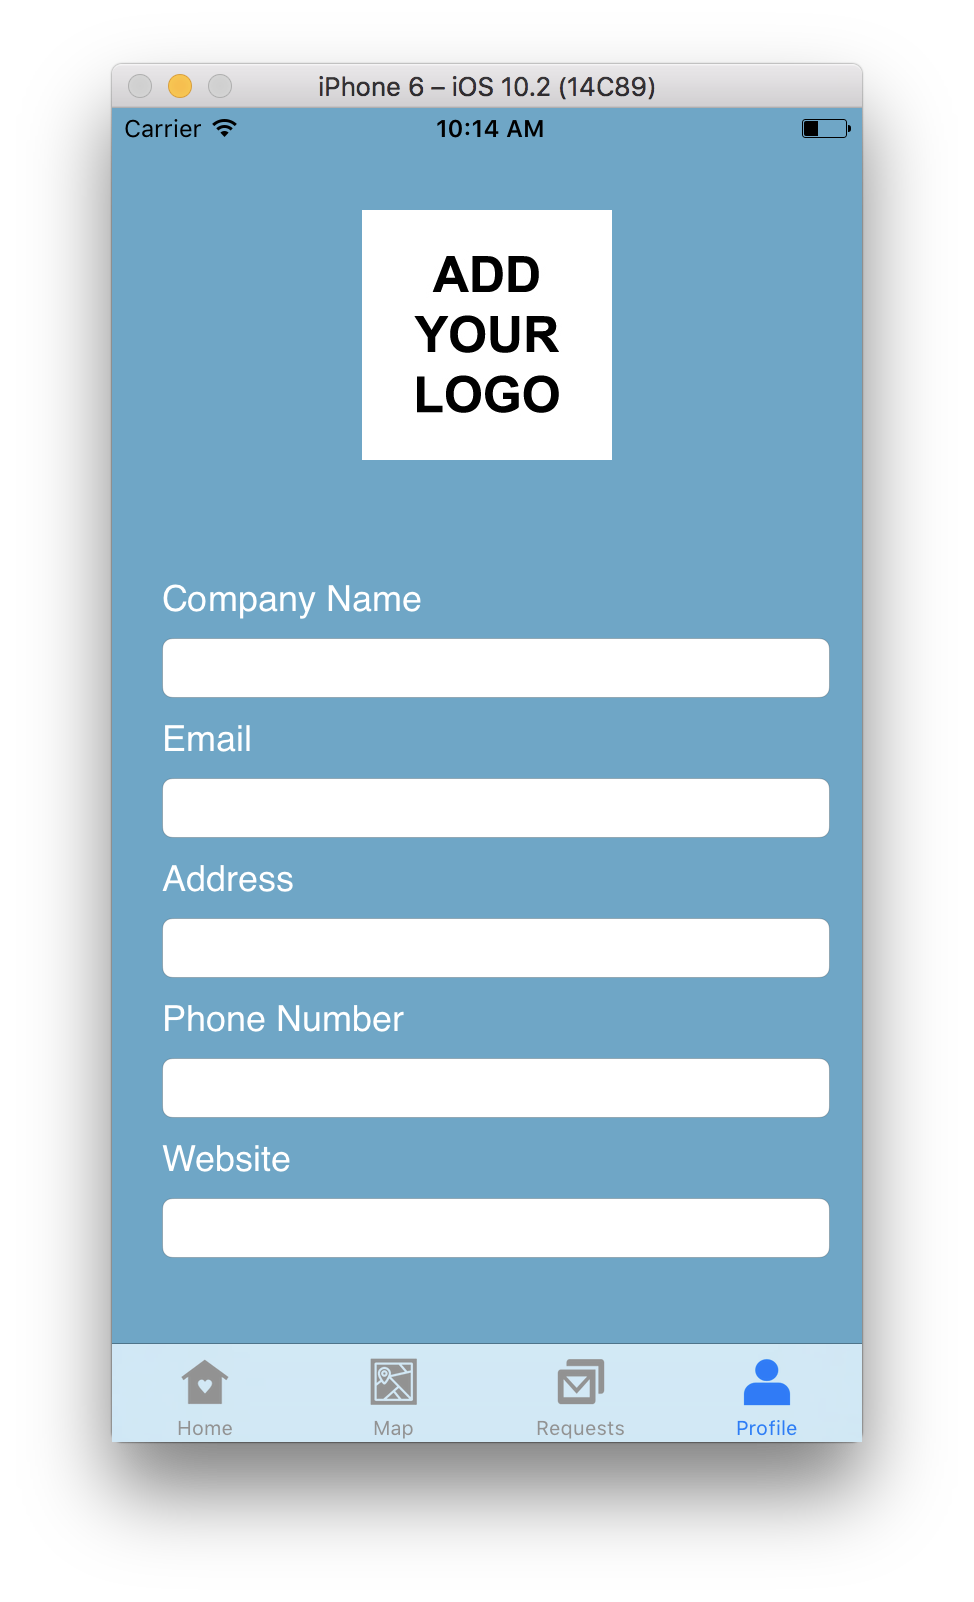 iPhone 6 – iOS 10.2 (14C89)
Carrier 10:14 AM
ADD
YOUR
LOGO
Company Name
Email
Address
Phone Number
Website
Home Map Requests Profile